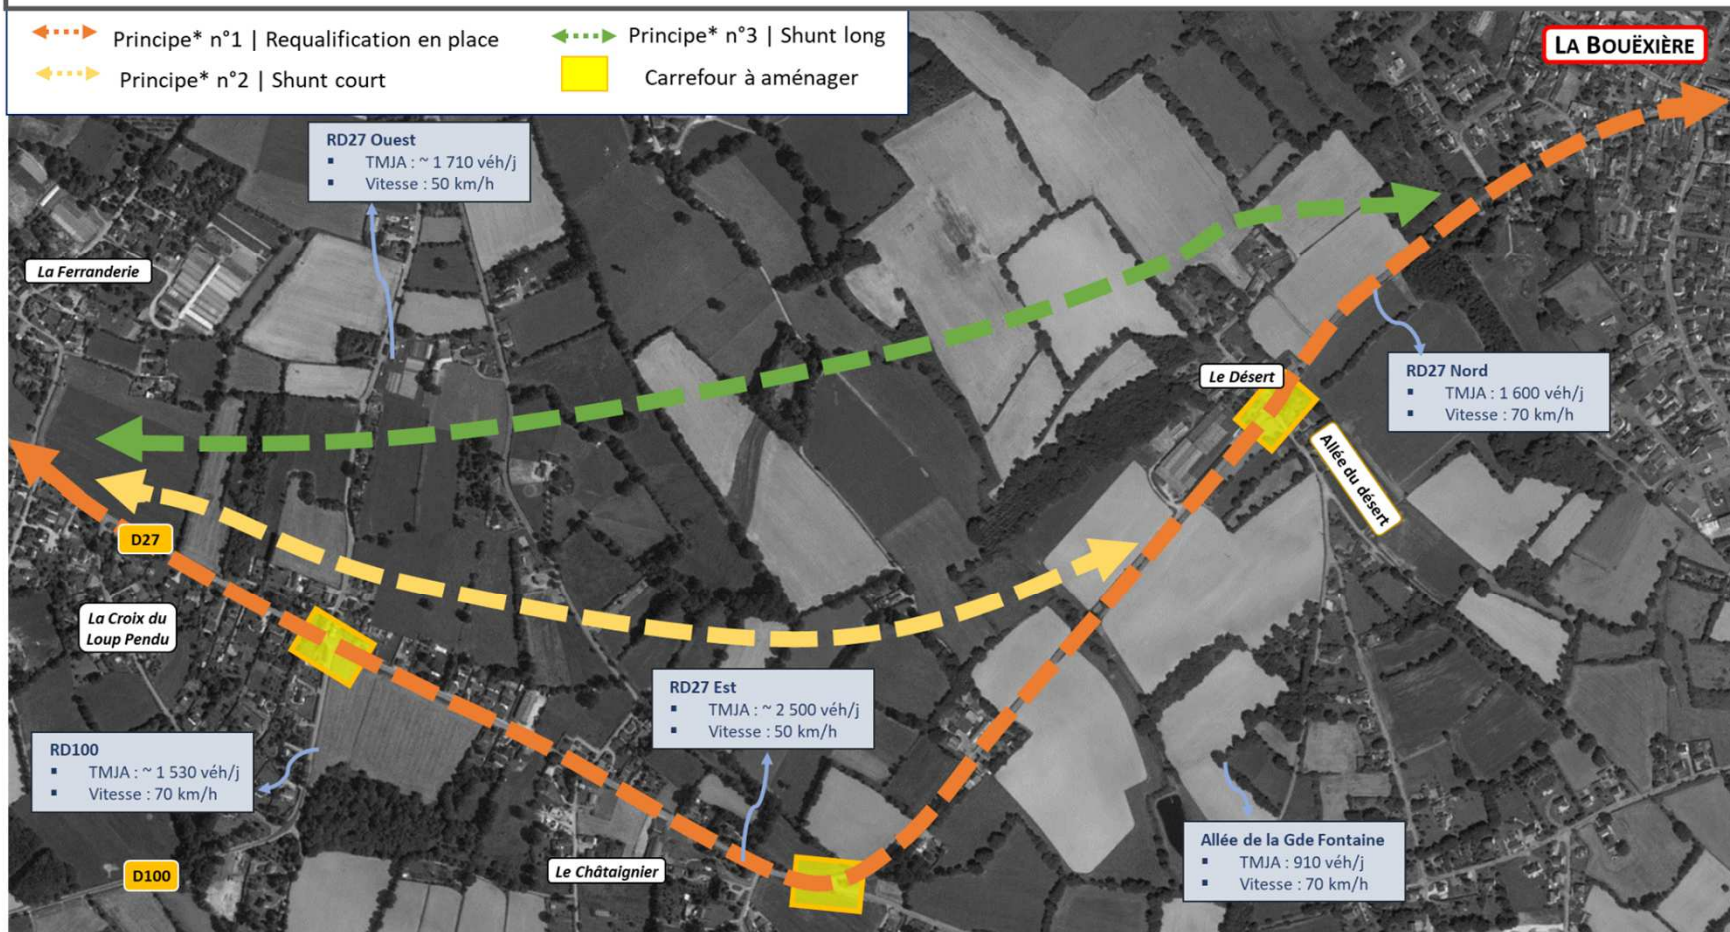 Principe* n°1 | Requalification en place
Principe* n°3 | Shunt long
Principe* n°2 | Shunt court
Carrefour à aménager
LA BOUËXIÈRE
RD27 Ouest
▪ TMJA : ~ 1 710 véh/j
▪ Vitesse : 50 km/h
La Ferranderie
Le Désert
RD27 Nord
▪ TMJA : 1 600 véh/j
▪ Vitesse : 70 km/h
Allée du désert
D27
La Croix du
Loup Pendu
RD27 Est
▪ TMJA : ~ 2 500 véh/j
▪ Vitesse : 50 km/h
RD100
▪ TMJA : ~ 1 530 véh/j
▪ Vitesse : 70 km/h
Allée de la Gde Fontaine
▪ TMJA : 910 véh/j
▪ Vitesse : 70 km/h
Le Châtaignier
D100